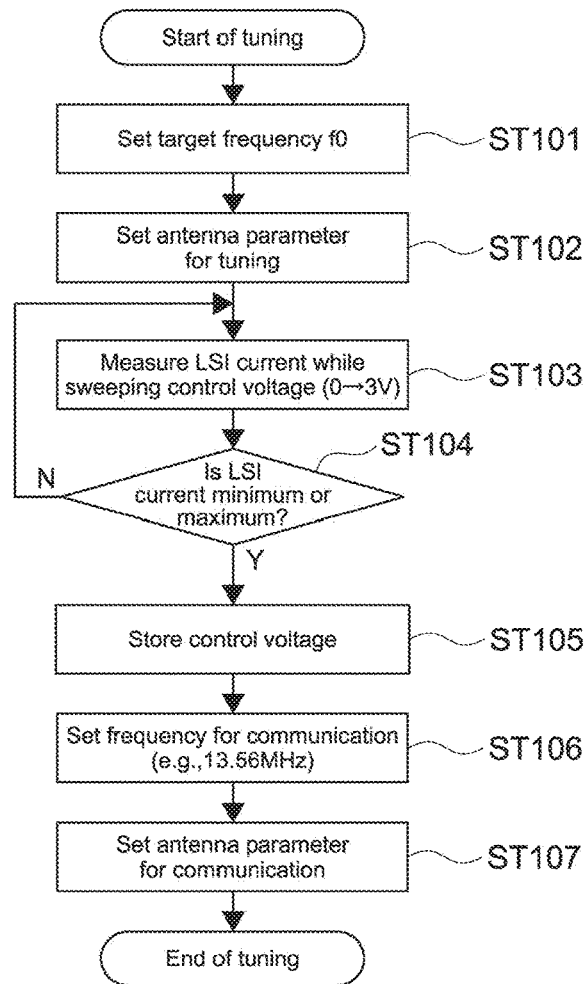 Start of tuning
Set target frequency f0
ST101
Set antenna parameter
for tuning
ST102
Measure LSI current while
sweeping control voltage (0→3V)
ST103
ST104
N
Is LSI
current minimum or
maximum?
Y
Store control voltage
ST105
Set frequency for communication
(e.g.,13.56MHz)
ST106
Set antenna parameter
for communication
ST107
End of tuning